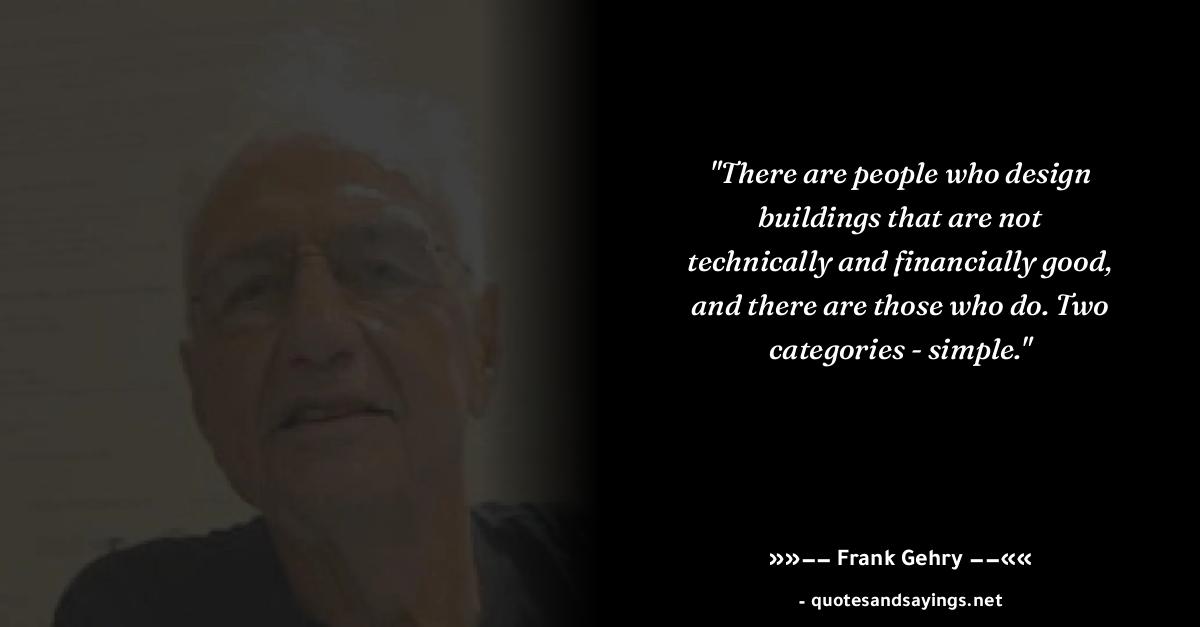 "There are people who design
buildings that are not
technically and financially good,
and there are those who do. Two
categories - simple."
»»−− Frank Gehry −−««
- quotesandsayings.net